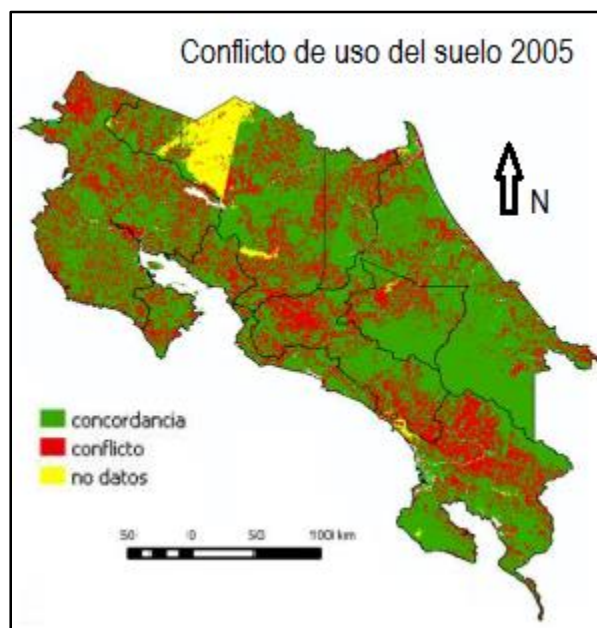 Conflicto de uso del suelo 2005
N
concordancia
conflicto
no datos
50 0 50 100 km